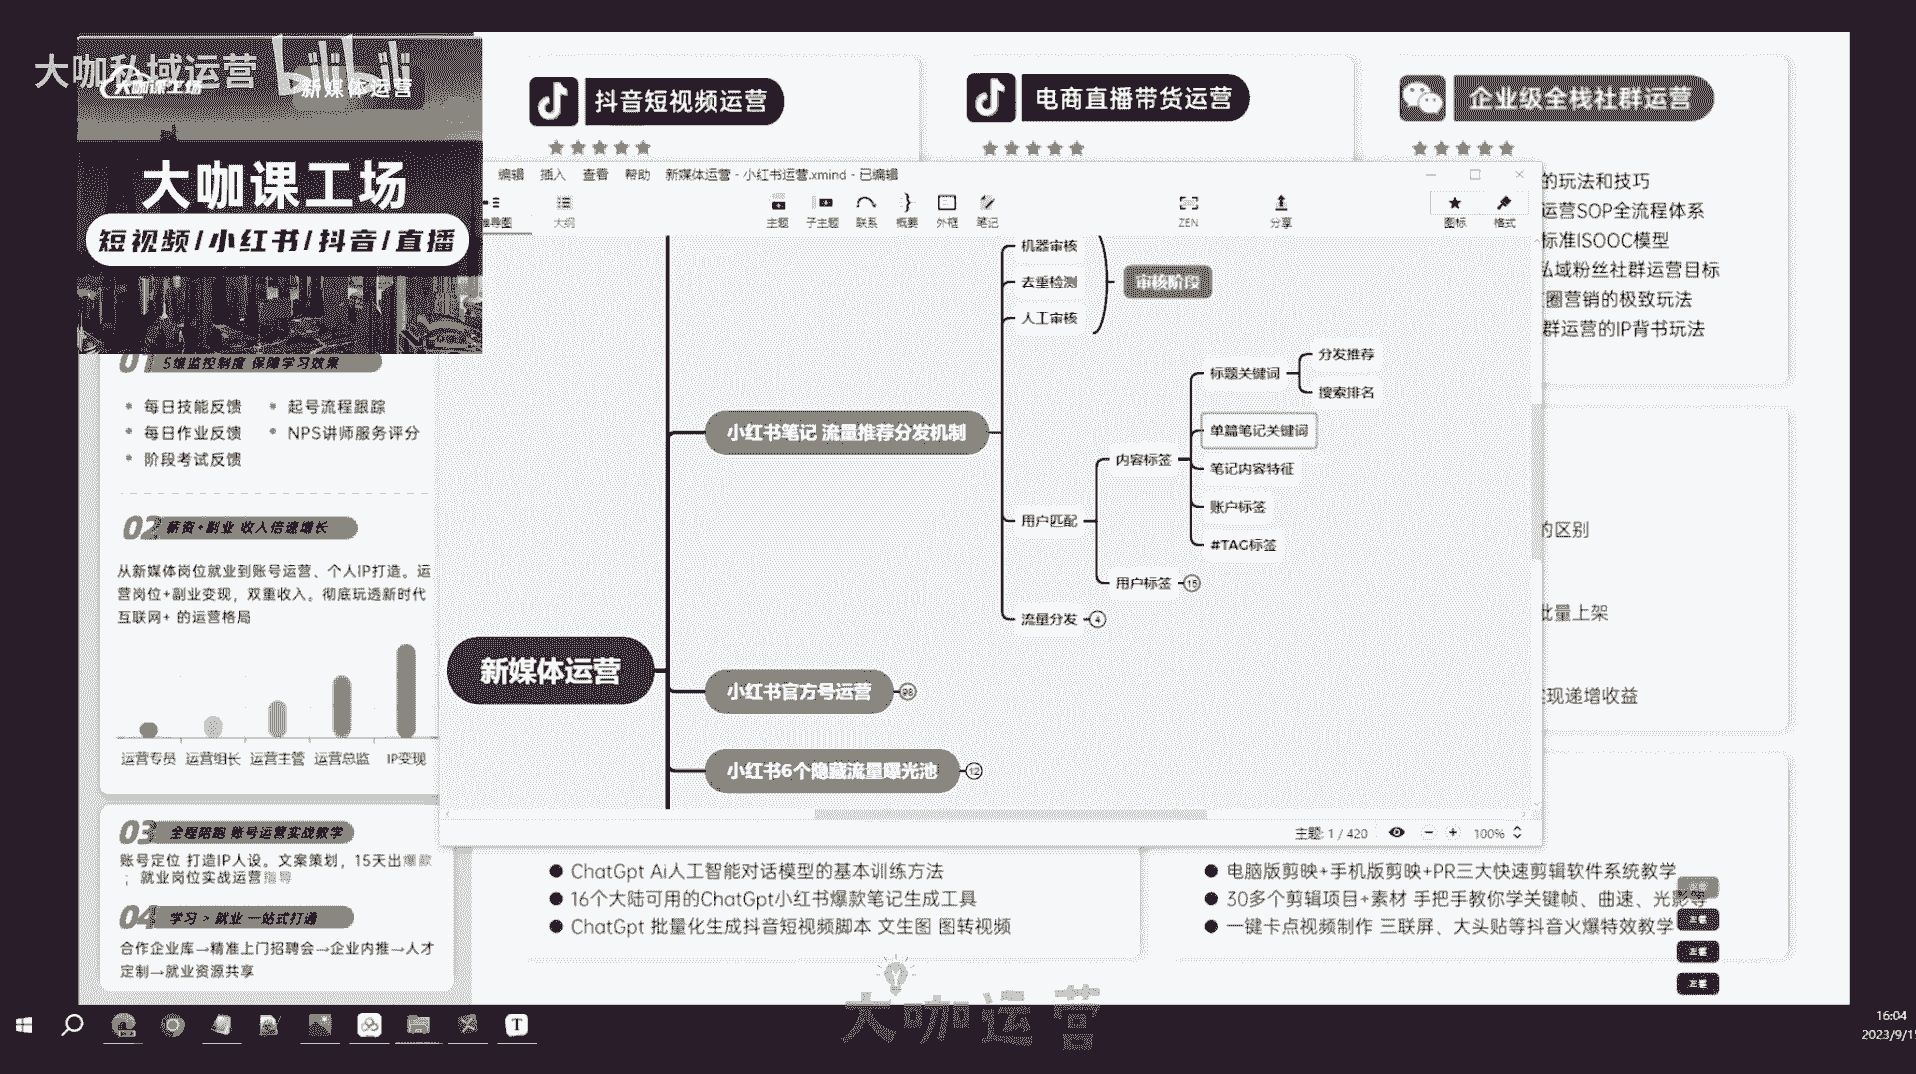 大咖私域运营
bilibili
大咖课工场
新媒体运营
大咖课工场
短视频/小红书/抖音/直播
抖音短视频运营
电商直播带货运营
企业级全栈社群运营
的玩法和技巧
运营SOP全流程体系
标准ISOOC模型
私域粉丝社群运营目标
圈营销的极致玩法
群运营的IP背书玩法
的区别
批量上架
实现递增收益
01 5维监控制度 保障学习效果
每日技能反馈
起号流程跟踪
每日作业反馈
NPS讲师服务评分
阶段考试反馈
02 薪资+副业 收入倍速增长
从新媒体岗位就业到账号运营、个人IP打造。运
营岗位+副业变现，双重收入。彻底玩透新时代
互联网+ 的运营格局
运营专员 运营组长 运营主管 运营总监 IP变现
03 全程陪跑 账号运营实战教学
账号定位 打造IP人设。文案策划，15天出爆款
；就业岗位实战运营指导
04 学习 > 就业 一站式打通
合作企业库→精准上门招聘会→企业内推→人才
定制→就业资源共享
编辑 插入 查看 帮助 新媒体运营 - 小红书运营.xmind - 已编辑
导图 大纲 主题 子主题 联系 概要 外框 笔记 ZEN 分享 图标 格式
机器审核
去重检测
人工审核
审核阶段
小红书笔记 流量推荐分发机制
用户匹配
内容标签
标题关键词
分发推荐
搜索排名
单篇笔记关键词
笔记内容特征
账户标签
#TAG标签
用户标签 15
流量分发 4
新媒体运营
小红书官方号运营 98
小红书6个隐藏流量曝光池 12
主题: 1 / 420
100%
● ChatGpt Ai人工智能对话模型的基本训练方法
● 16个大陆可用的ChatGpt小红书爆款笔记生成工具
● ChatGpt 批量化生成抖音短视频脚本 文生图 图转视频
● 电脑版剪映+手机版剪映+PR三大快速剪辑软件系统教学
● 30多个剪辑项目+素材 手把手教你学关键帧、曲速、光影等
● 一键卡点视频制作 三联屏、大头贴等抖音火爆特效教学
大咖运营
16:04
2023/9/15